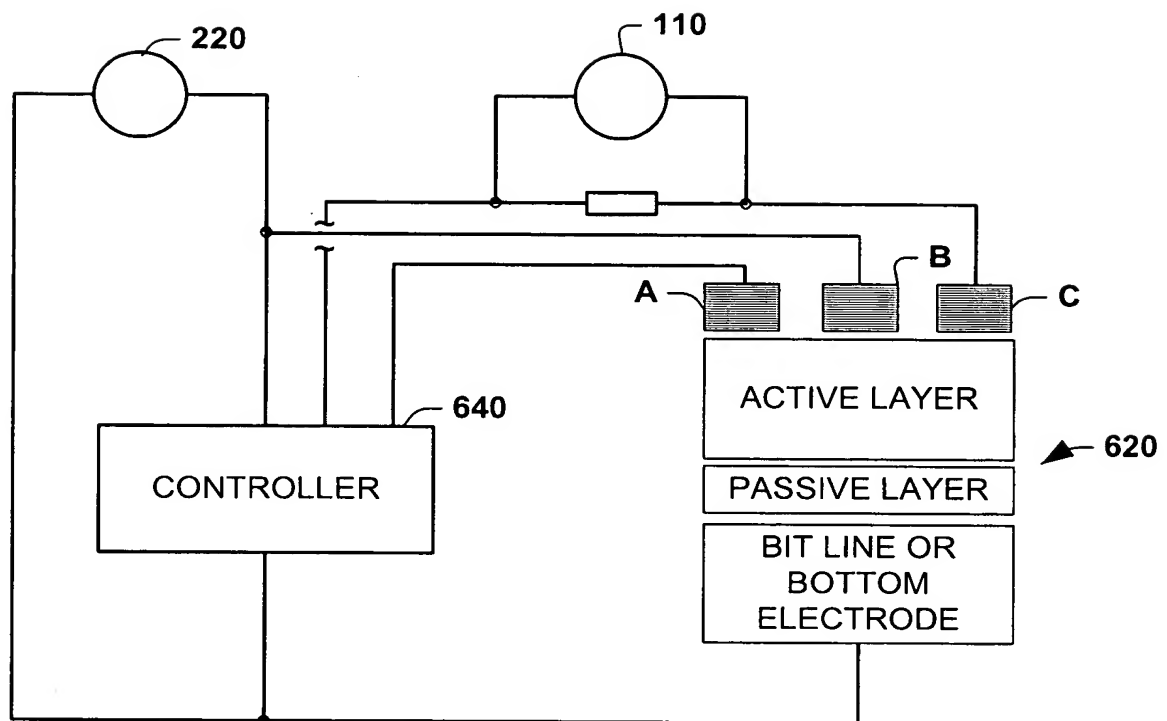 220
110
A
B
C
640
ACTIVE LAYER
CONTROLLER
620
PASSIVE LAYER
BIT LINE OR
BOTTOM
ELECTRODE